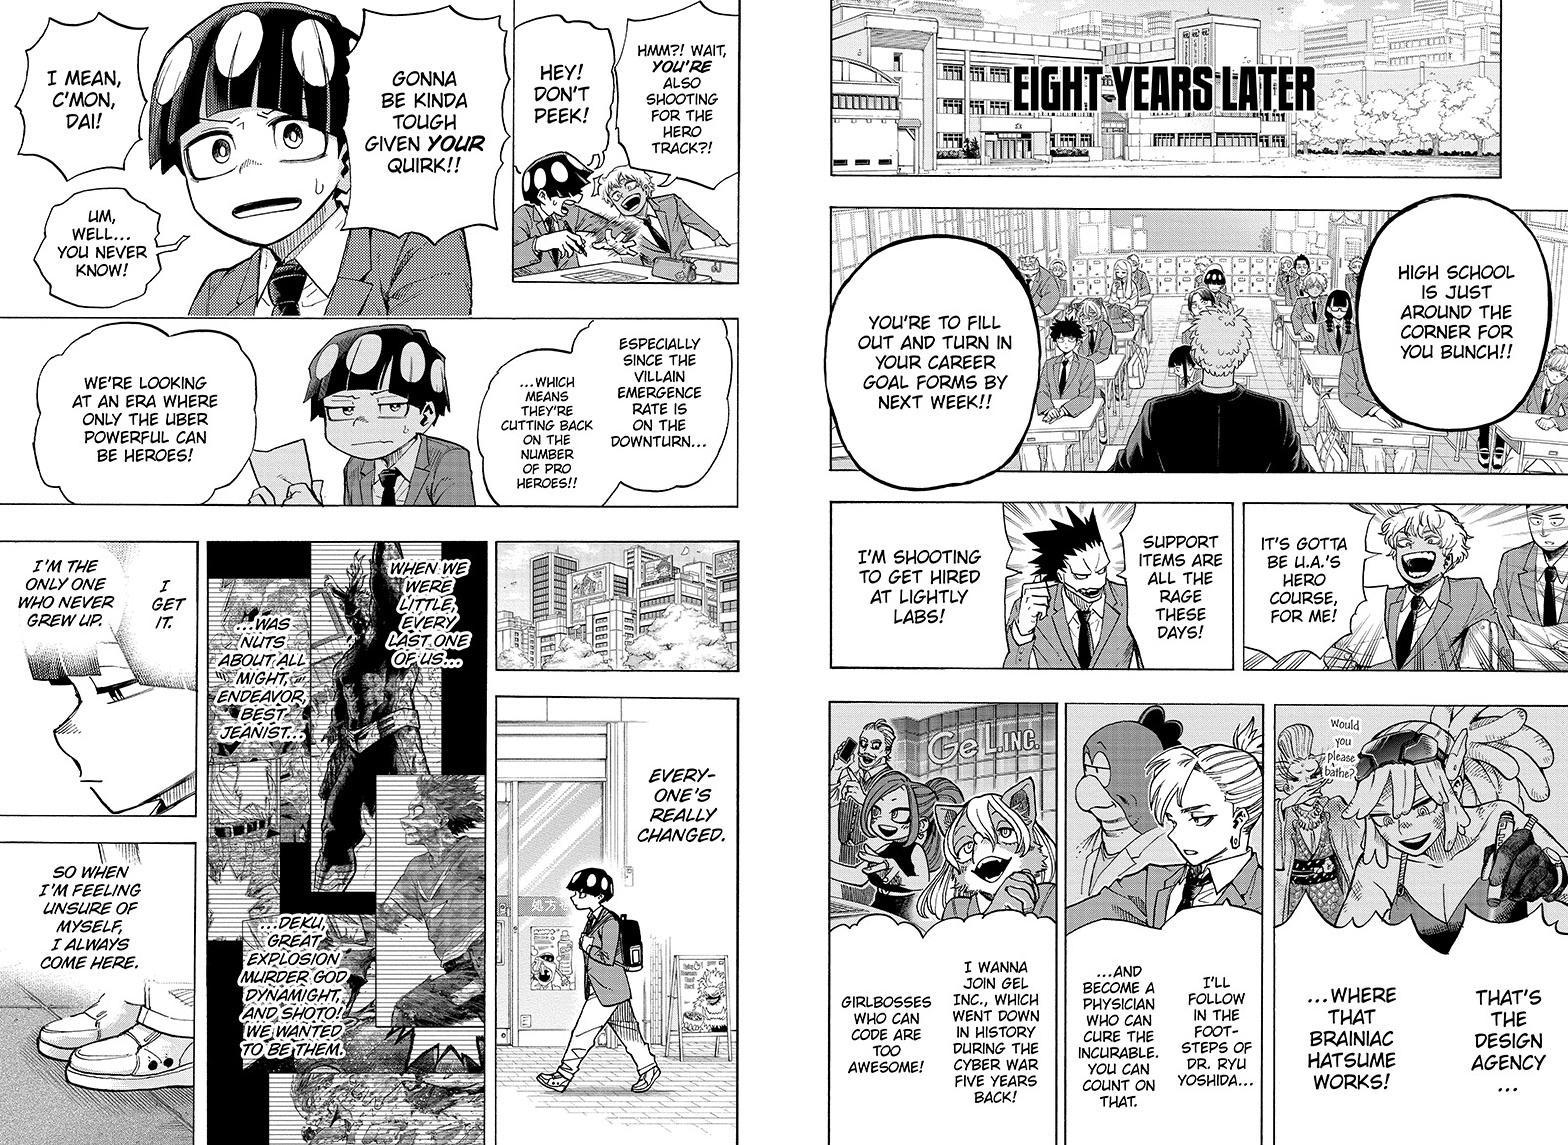 EIGHT YEARS LATER
HIGH SCHOOL
IS JUST
AROUND THE
CORNER FOR
YOU BUNCH!!
YOU'RE TO FILL
OUT AND TURN IN
YOUR CAREER
GOAL FORMS BY
NEXT WEEK!!
IT'S GOTTA
BE U.A.'S
HERO
COURSE,
FOR ME!
SUPPORT
ITEMS ARE
ALL THE
RAGE
THESE
DAYS!
I'M SHOOTING
TO GET HIRED
AT LIGHTLY
LABS!
Would
you
please
bathe?
THAT'S
THE
DESIGN
AGENCY
...
...WHERE
THAT
BRAINIAC
HATSUME
WORKS!
I'LL
FOLLOW
IN THE
FOOT-
STEPS OF
DR. RYU
YOSHIDA...
...AND
BECOME A
PHYSICIAN
WHO CAN
CURE THE
INCURABLE.
YOU CAN
COUNT ON
THAT.
GeL.INC.
I WANNA
JOIN GEL
INC., WHICH
WENT DOWN
IN HISTORY
DURING THE
CYBER WAR
FIVE YEARS
BACK!
GIRLBOSSES
WHO CAN
CODE ARE
TOO
AWESOME!
HMM?! WAIT,
YOU'RE
ALSO
SHOOTING
FOR THE
HERO
TRACK?!
HEY!
DON'T
PEEK!
GONNA
BE KINDA
TOUGH
GIVEN YOUR
QUIRK!!
I MEAN,
C'MON,
DAI!
UM,
WELL...
YOU NEVER
KNOW!
ESPECIALLY
SINCE THE
VILLAIN
EMERGENCE
RATE IS
ON THE
DOWNTURN...
...WHICH
MEANS
THEY'RE
CUTTING BACK
ON THE
NUMBER
OF PRO
HEROES!!
WE'RE LOOKING
AT AN ERA WHERE
ONLY THE UBER
POWERFUL CAN
BE HEROES!
EVERY-
ONE'S
REALLY
CHANGED.
処方
WHEN WE
WERE
LITTLE,
EVERY
LAST ONE
OF US...
...WAS
NUTS
ABOUT ALL
MIGHT,
ENDEAVOR,
BEST
JEANIST...
...DEKU,
GREAT
EXPLOSION
MURDER GOD
DYNAMIGHT,
AND SHOTO!
WE WANTED
TO BE THEM.
I
GET
IT.
I'M THE
ONLY ONE
WHO NEVER
GREW UP.
SO WHEN
I'M FEELING
UNSURE OF
MYSELF,
I ALWAYS
COME HERE.